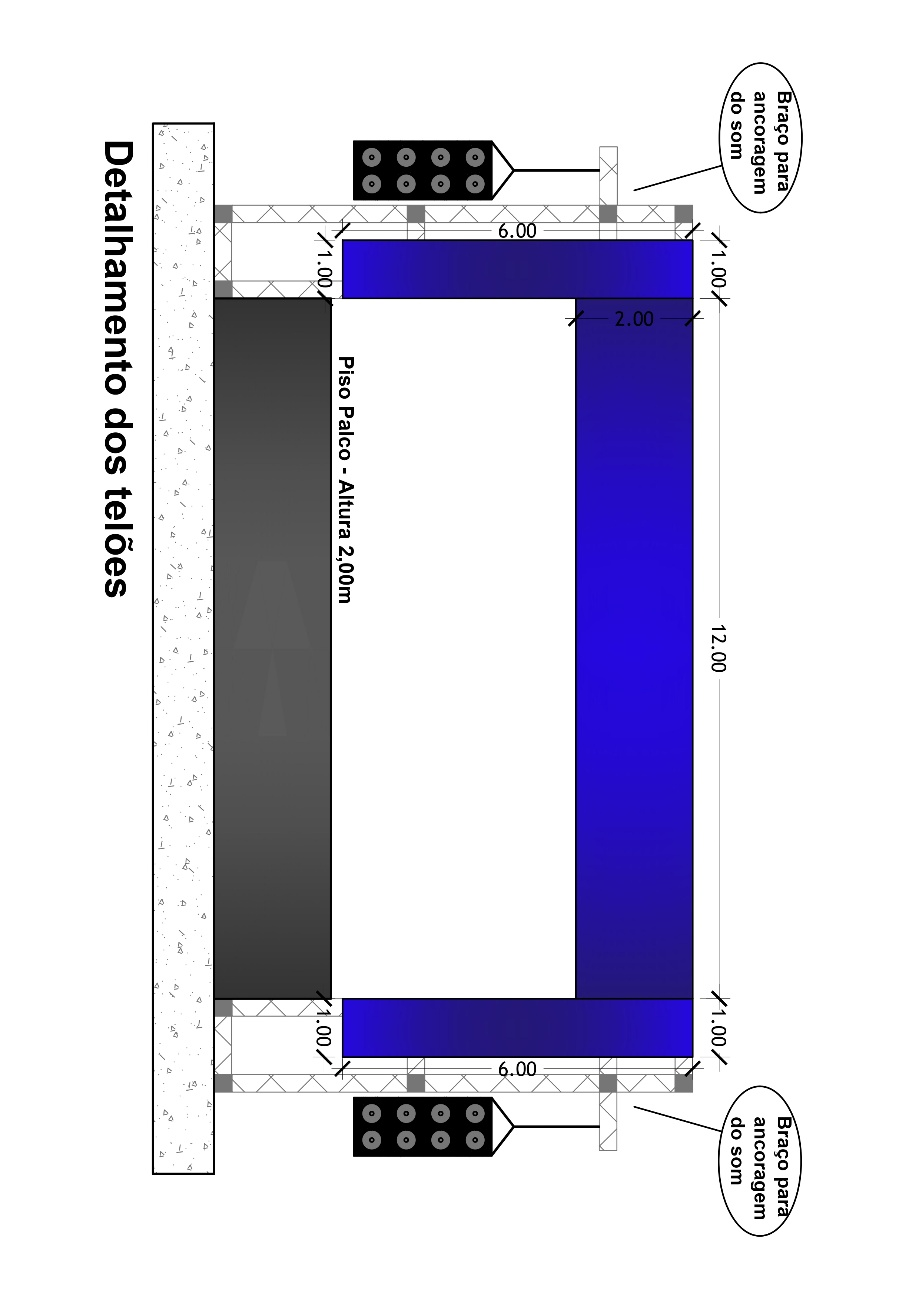 Braço para
ancoragem
do som
Braço para
ancoragem
do som
1.00
12.00
1.00
2.00
6.00
6.00
1.00
1.00
Piso Palco - Altura 2,00m
Detalhamento dos telões